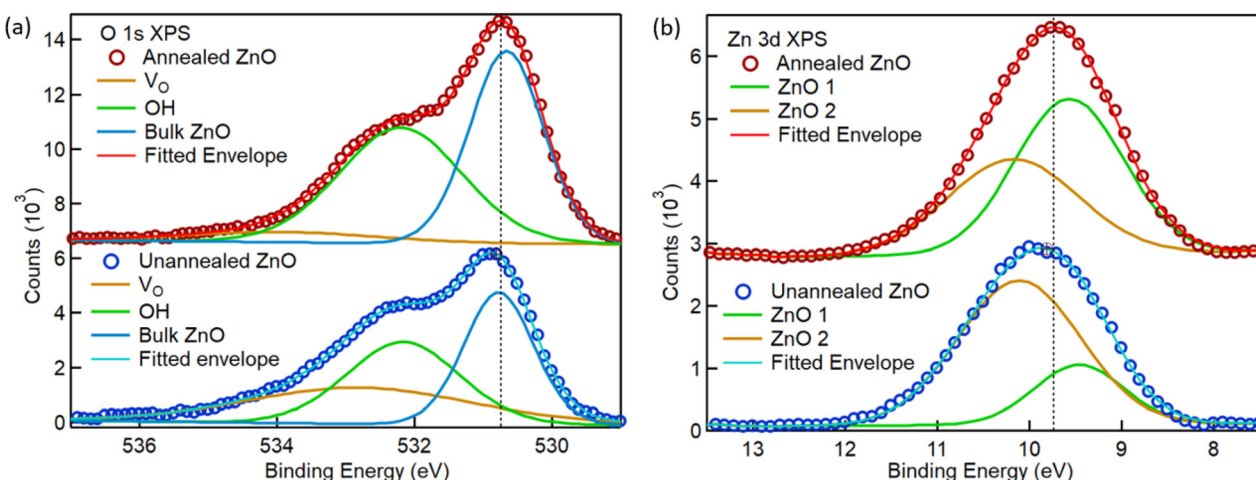 (a)
O 1s XPS
Annealed ZnO
V_O
OH
Bulk ZnO
Fitted Envelope
Unannealed ZnO
V_O
OH
Bulk ZnO
Fitted envelope
14
12
10
8
6
4
2
0
Counts (10^3)
536
534
532
530
Binding Energy (eV)
(b)
Zn 3d XPS
Annealed ZnO
ZnO 1
ZnO 2
Fitted Envelope
Unannealed ZnO
ZnO 1
ZnO 2
Fitted Envelope
6
5
4
3
2
1
0
Counts (10^3)
13
12
11
10
9
8
Binding Energy (eV)